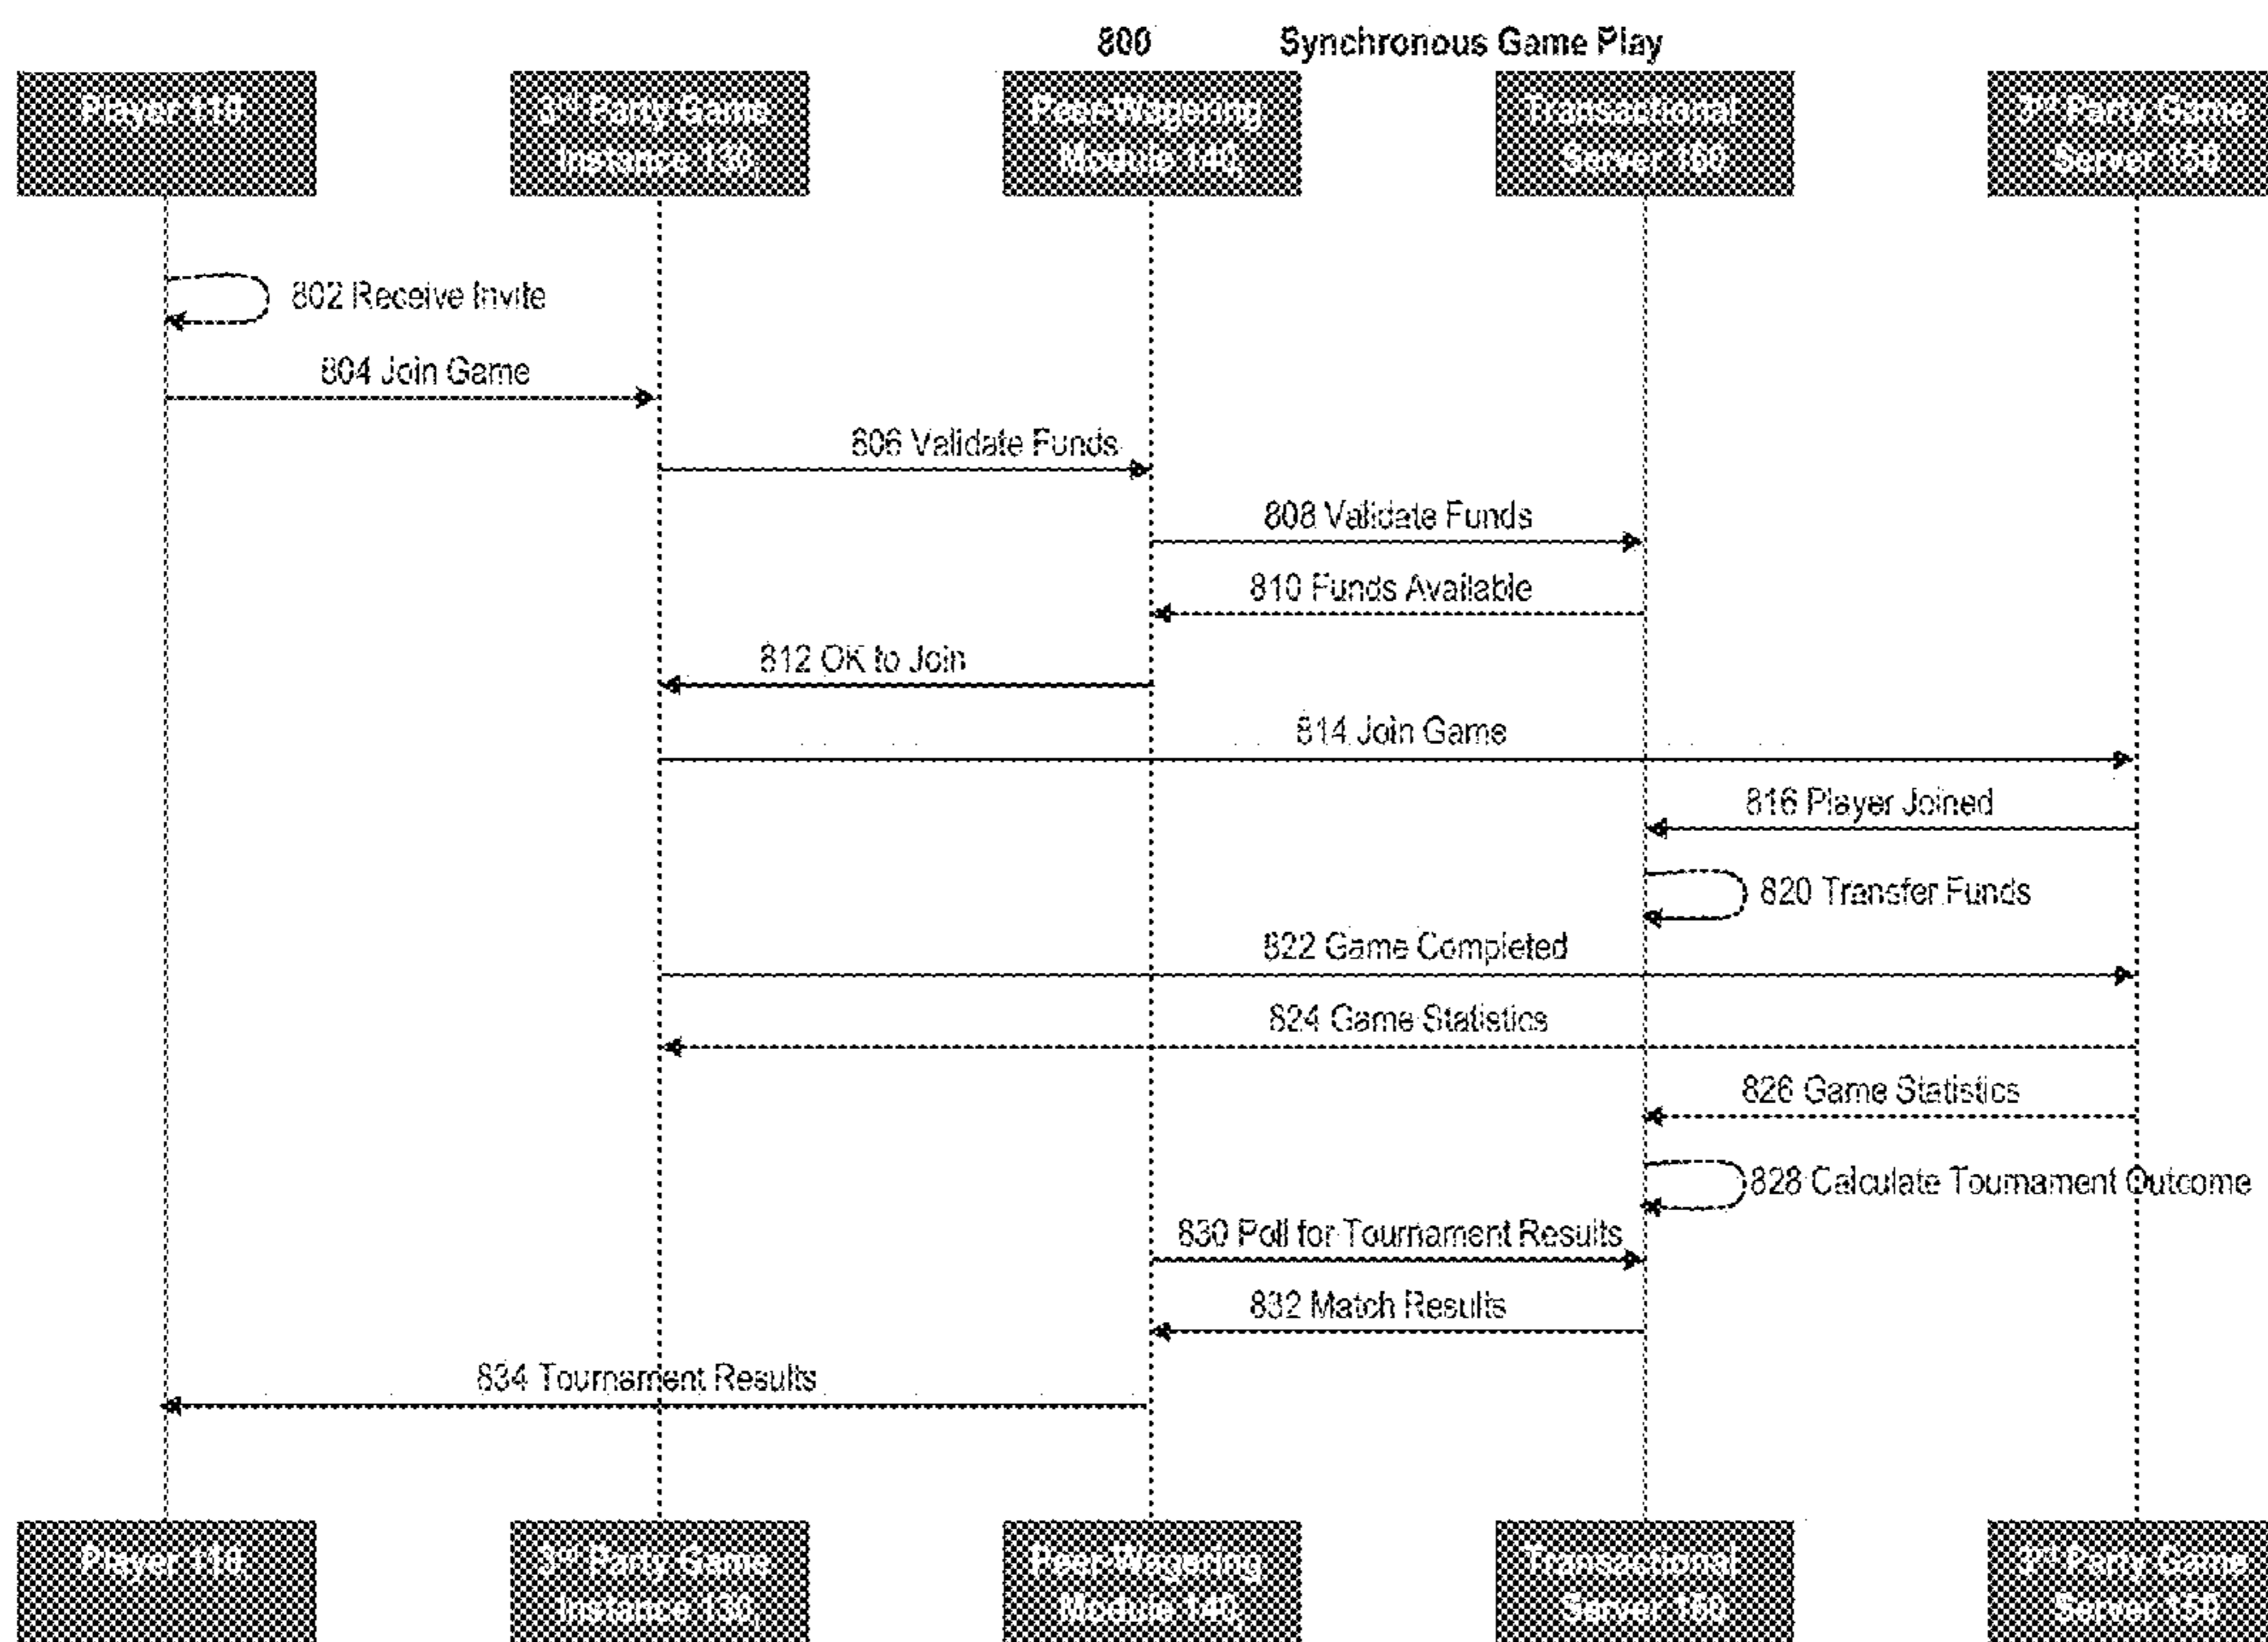 800 Synchronous Game Play
Player 110
3rd Party Game
Instance 130i
Peer-Wagering
Module 140i
Transactional
Server 160
3rd Party Game
Server 150
802 Receive Invite
804 Join Game
806 Validate Funds
808 Validate Funds
810 Funds Available
812 OK to Join
814 Join Game
816 Player Joined
820 Transfer Funds
822 Game Completed
824 Game Statistics
826 Game Statistics
828 Calculate Tournament Outcome
830 Poll for Tournament Results
832 Match Results
834 Tournament Results
Player 110
3rd Party Game
Instance 130i
Peer-Wagering
Module 140i
Transactional
Server 160
3rd Party Game
Server 150